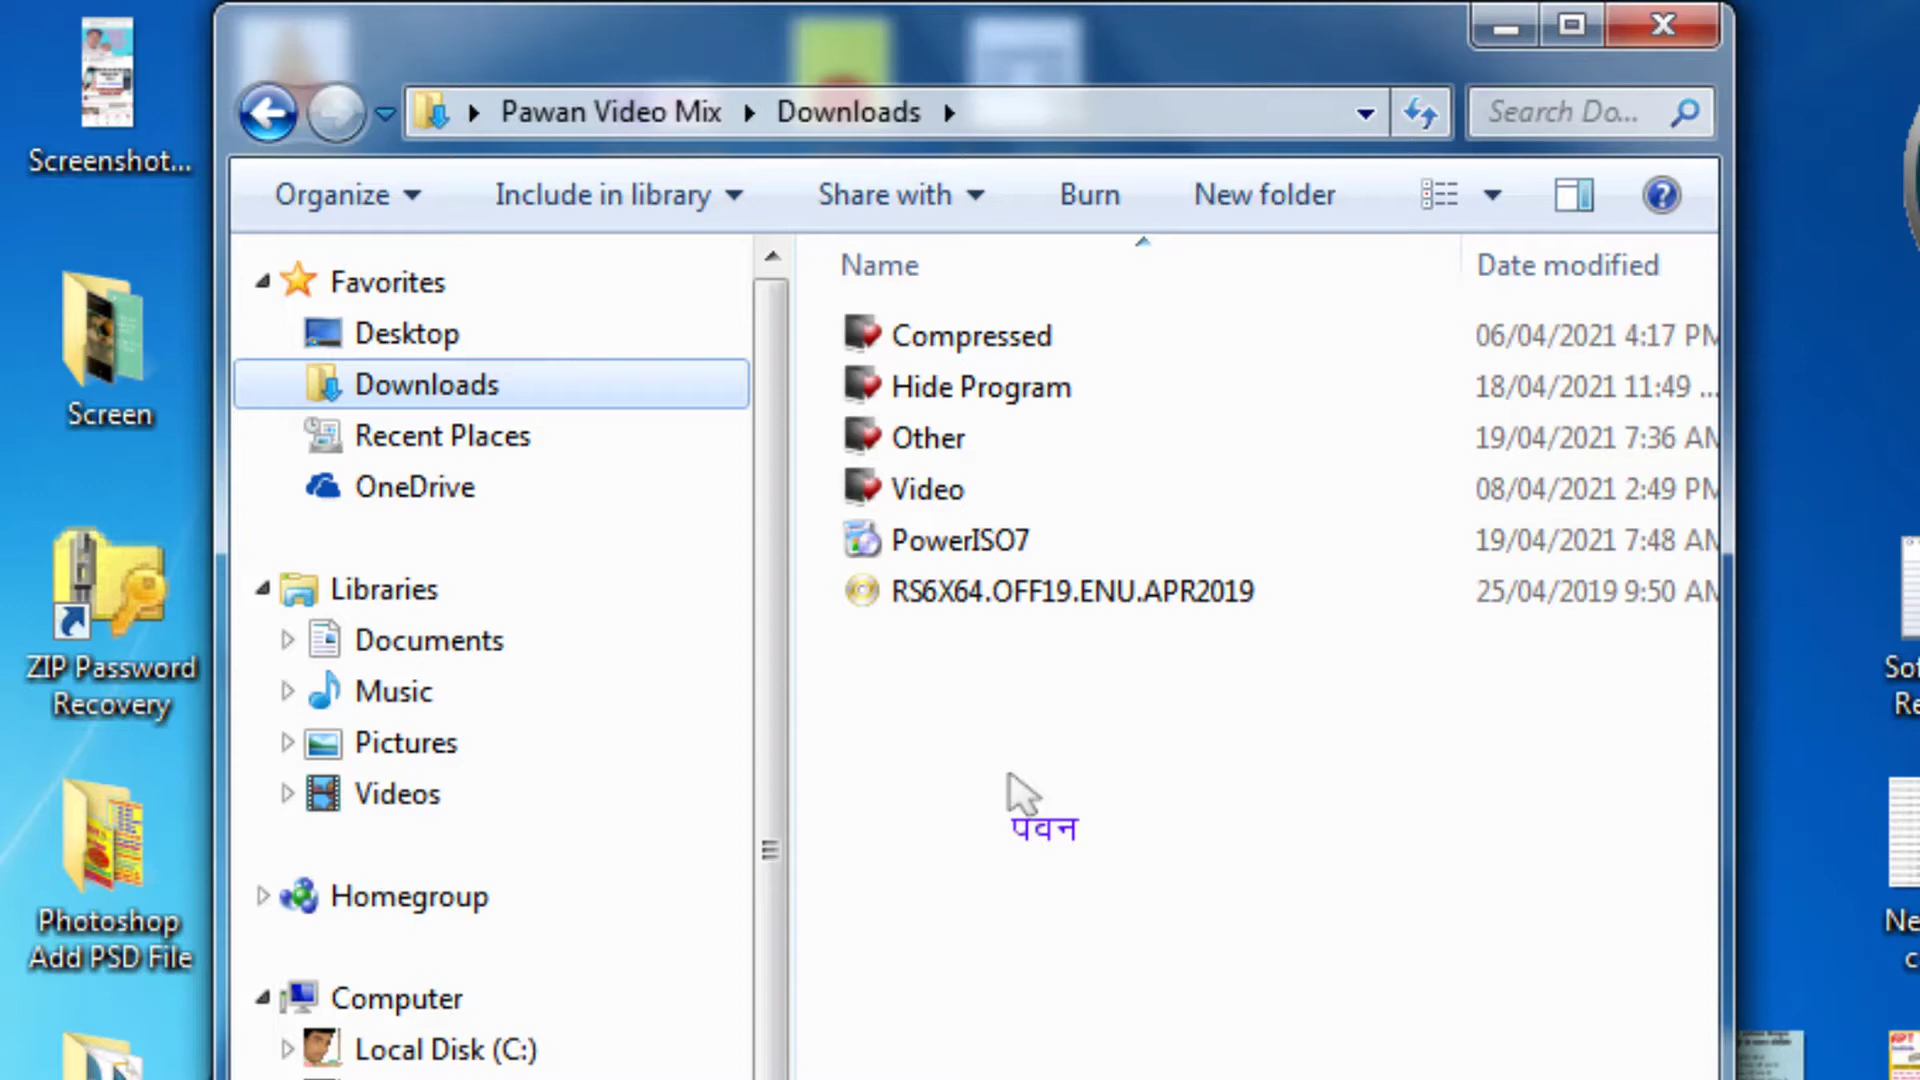 Pawan Video Mix Downloads
Search Do...
Organize Include in library Share with Burn New folder
Name Date modified
Compressed 06/04/2021 4:17 PM
Hide Program 18/04/2021 11:49 ...
Other 19/04/2021 7:36 AM
Video 08/04/2021 2:49 PM
PowerISO7 19/04/2021 7:48 AM
RS6X64.OFF19.ENU.APR2019 25/04/2019 9:50 AM
Favorites
Desktop
Downloads
Recent Places
OneDrive
Libraries
Documents
Music
Pictures
Videos
Homegroup
Computer
Local Disk (C:)
पवन
Screenshot...
Screen
ZIP Password
Recovery
Photoshop
Add PSD File